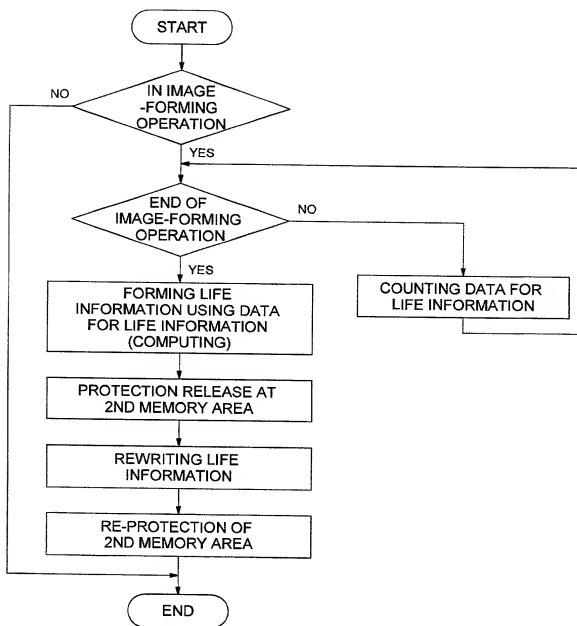 START
IN IMAGE
-FORMING
OPERATION
NO
YES
END OF
IMAGE-FORMING
OPERATION
NO
YES
COUNTING DATA FOR
LIFE INFORMATION
FORMING LIFE
INFORMATION USING DATA
FOR LIFE INFORMATION
(COMPUTING)
PROTECTION RELEASE AT
2ND MEMORY AREA
REWRITING LIFE
INFORMATION
RE-PROTECTION OF
2ND MEMORY AREA
END